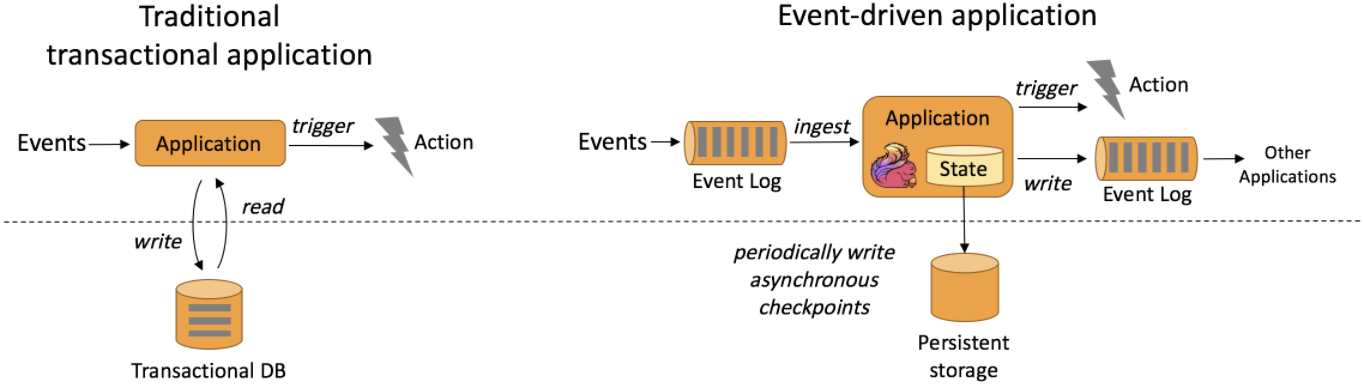 Traditional
transactional application
Events
Application
trigger
Action
read
write
Transactional DB
Event-driven application
Events
Event Log
ingest
Application
State
trigger
Action
write
Event Log
Other
Applications
periodically write
asynchronous
checkpoints
Persistent
storage